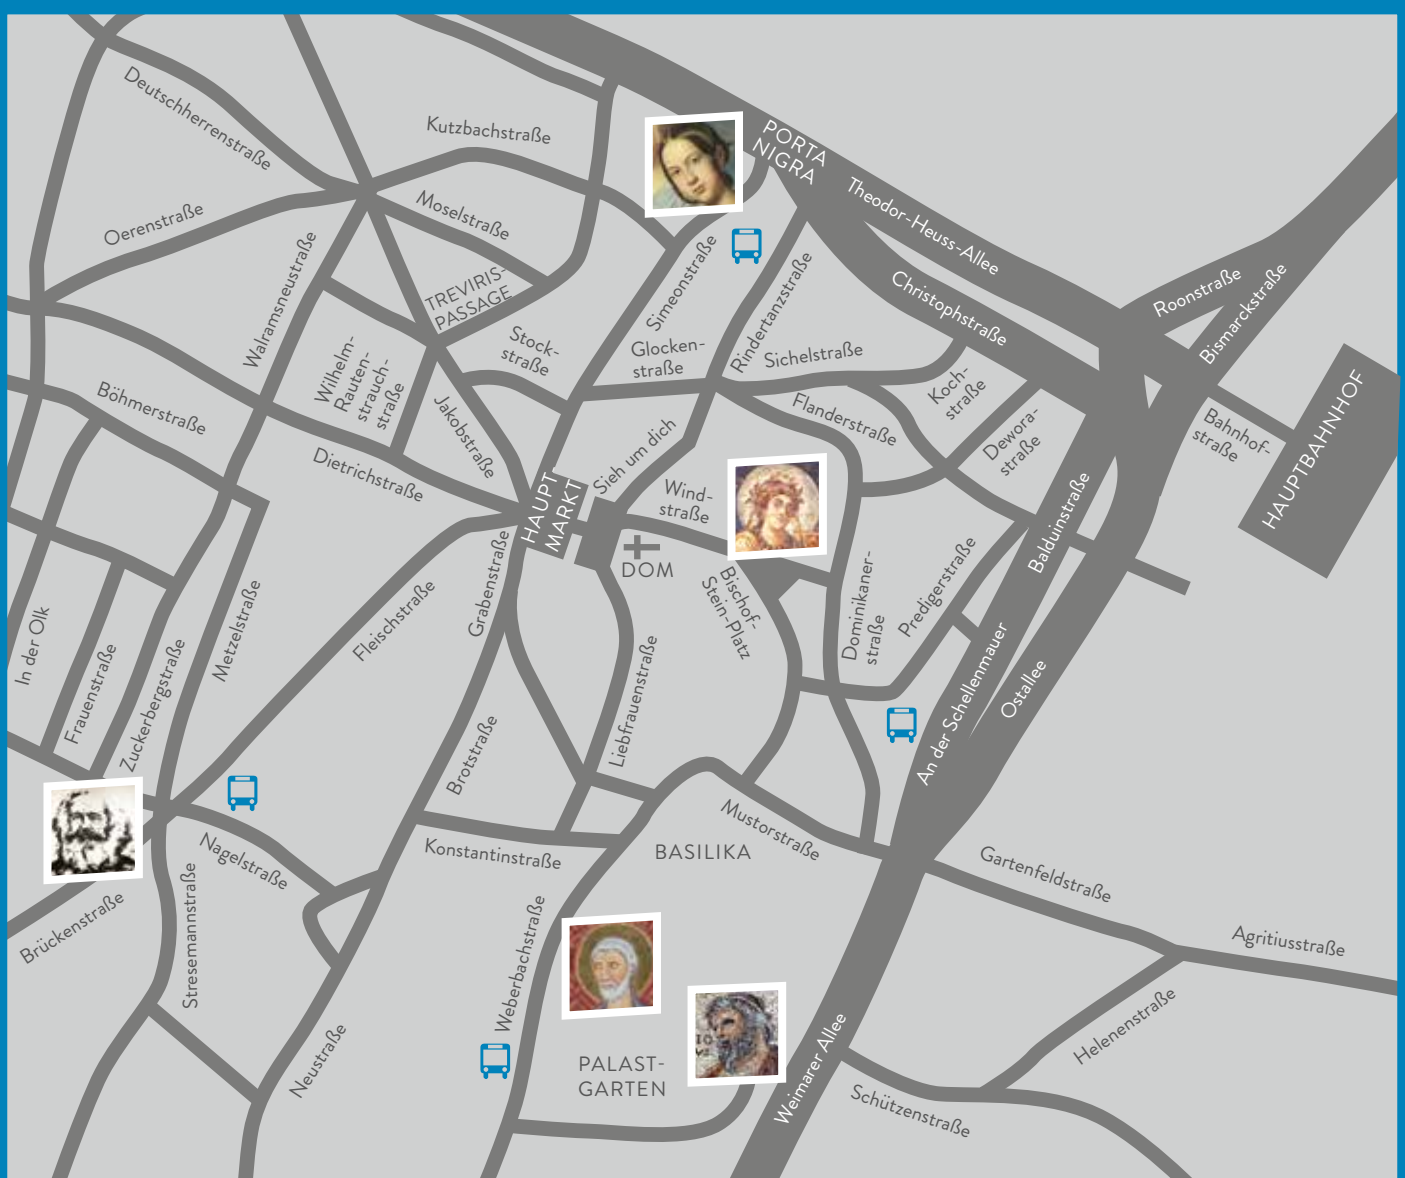 Deutschherrenstraße
Kutzbachstraße
PORTA
NIGRA
Theodor-Heuss-Allee
Oerenstraße
Moselstraße
Walramsneustraße
TREVIRIS-
PASSAGE
Simeonstraße
Rindertanzstraße
Christophstraße
Roonstraße
Bismarckstraße
Wilhelm-
Rauten-
strauch-
straße
Stock-
straße
Glocken-
straße
Sichelstraße
Koch-
straße
Böhmerstraße
Jakobstraße
Flanderstraße
Dewora-
straße
Bahnhof-
straße
HAUPTBAHNHOF
Dietrichstraße
Sieh um dich
HAUPT
MARKT
Wind-
straße
Balduinstraße
DOM
Grabenstraße
Fleischstraße
Bischof-
Stein-Platz
Dominikaner-
straße
Predigerstraße
In der Olk
Frauenstraße
Zuckerbergstraße
Metzelstraße
Liebfrauenstraße
An der Schellenmauer
Ostallee
Brotstraße
Nagelstraße
Konstantinstraße
BASILIKA
Mustorstraße
Gartenfeldstraße
Agritiusstraße
Brückenstraße
Stresemannstraße
Weberbachstraße
Neustraße
PALAST-
GARTEN
Weimarer Allee
Helenenstraße
Schützenstraße